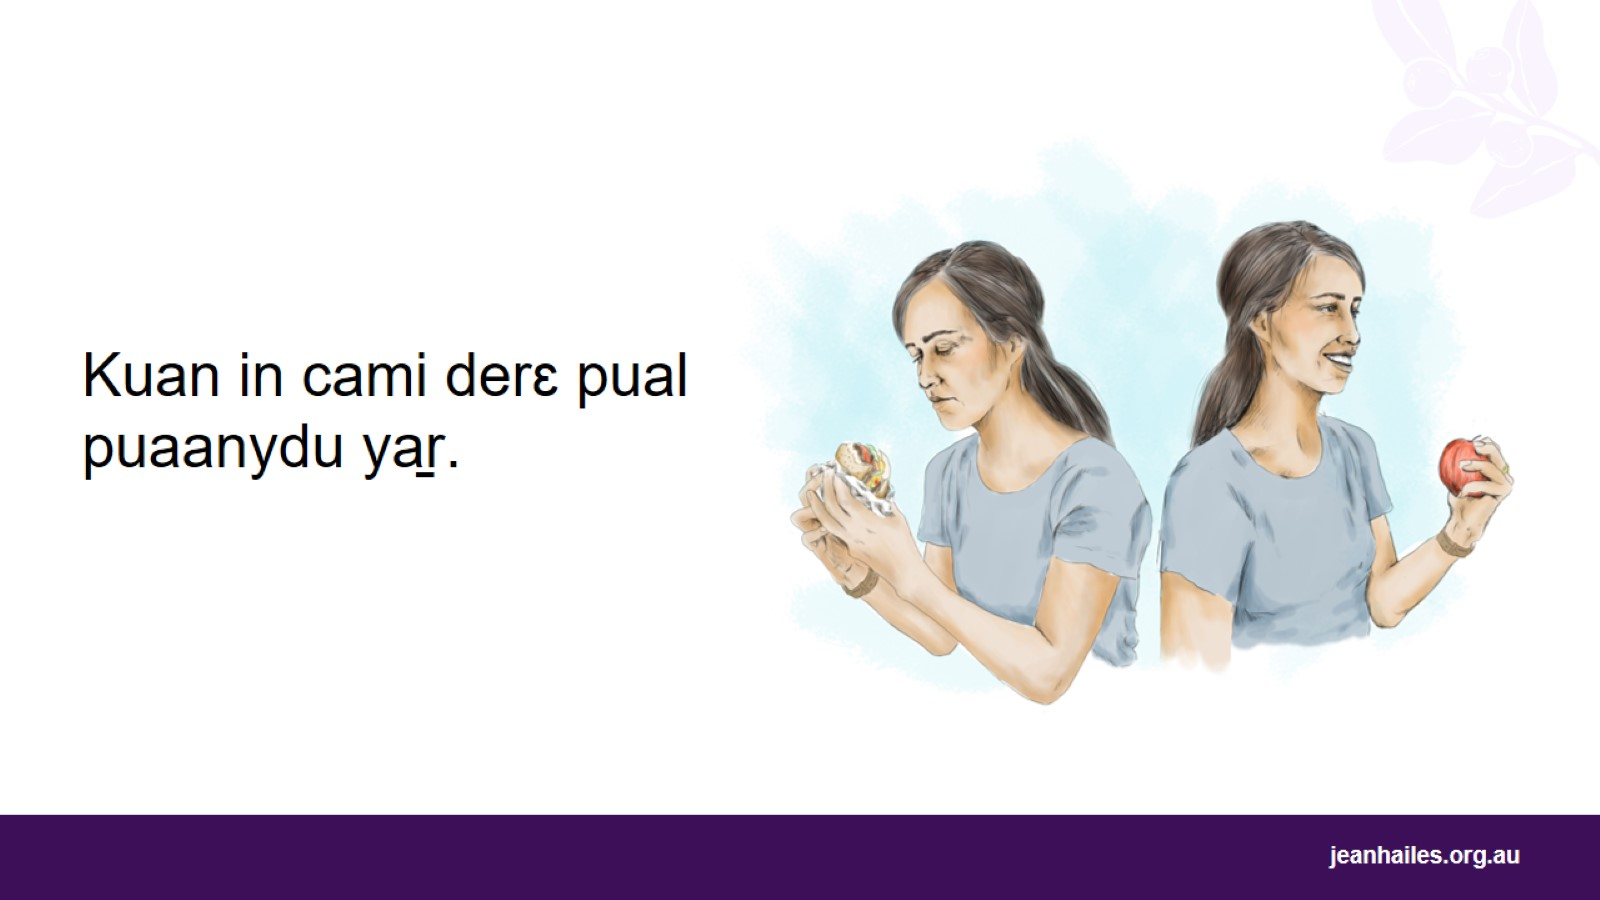 Kuan in cami derɛ pual
puaanydu ya̱r.
jeanhailes.org.au